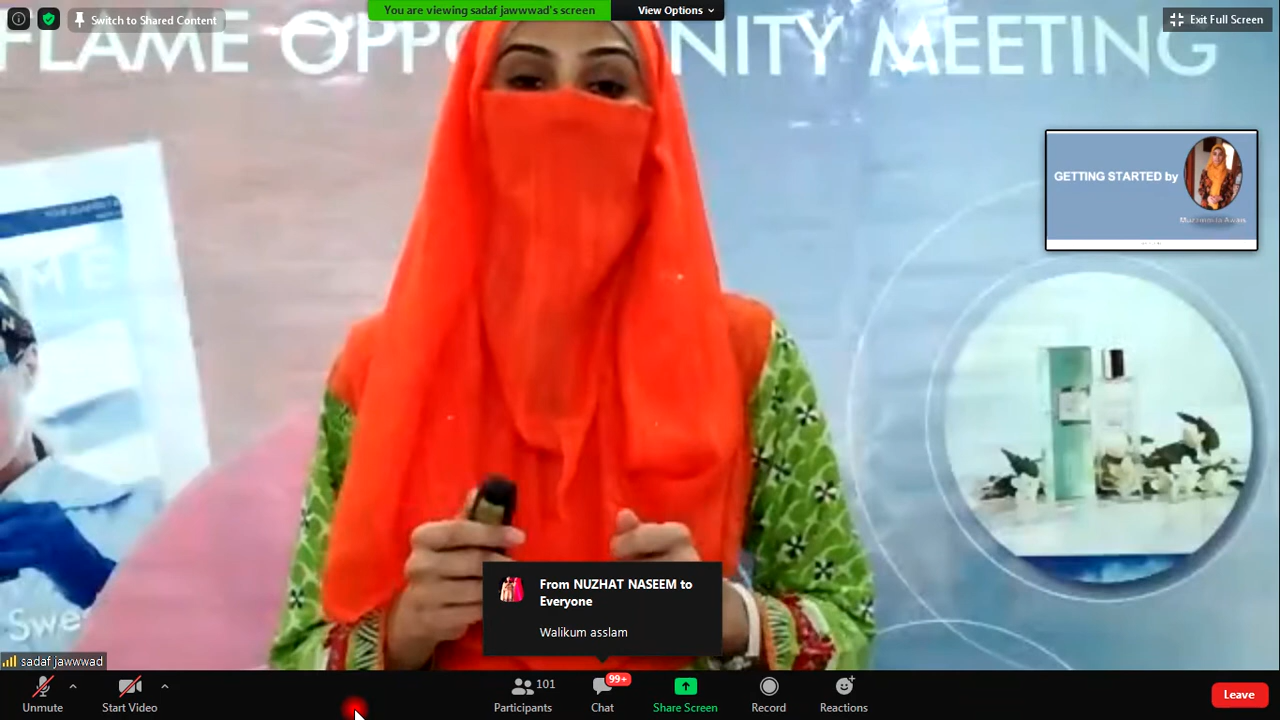 Switch to Shared Content
You are viewing sadaf jawwwad's screen
View Options
Exit Full Screen
FLAME OPPO
NITY MEETING
GETTING STARTED by
Swe
From NUZHAT NASEEM to
Everyone
Walikum asslam
sadaf jawwwad
Unmute
Start Video
Participants
101
Chat
99+
Share Screen
Record
Reactions
Leave